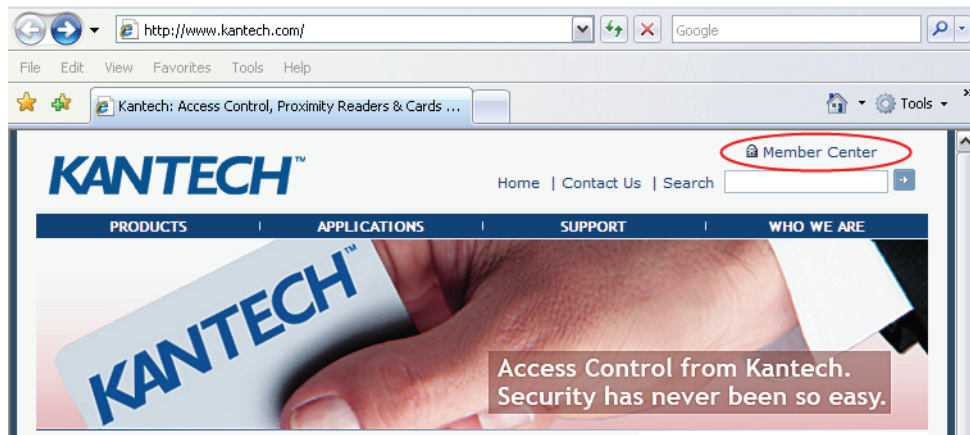 http://www.kantech.com/
Google
File Edit View Favorites Tools Help
Kantech: Access Control, Proximity Readers & Cards ...
Tools
»
Member Center
KANTECH™
Home | Contact Us | Search
PRODUCTS | APPLICATIONS | SUPPORT | WHO WE ARE
KANTECH™
Access Control from Kantech.
Security has never been so easy.